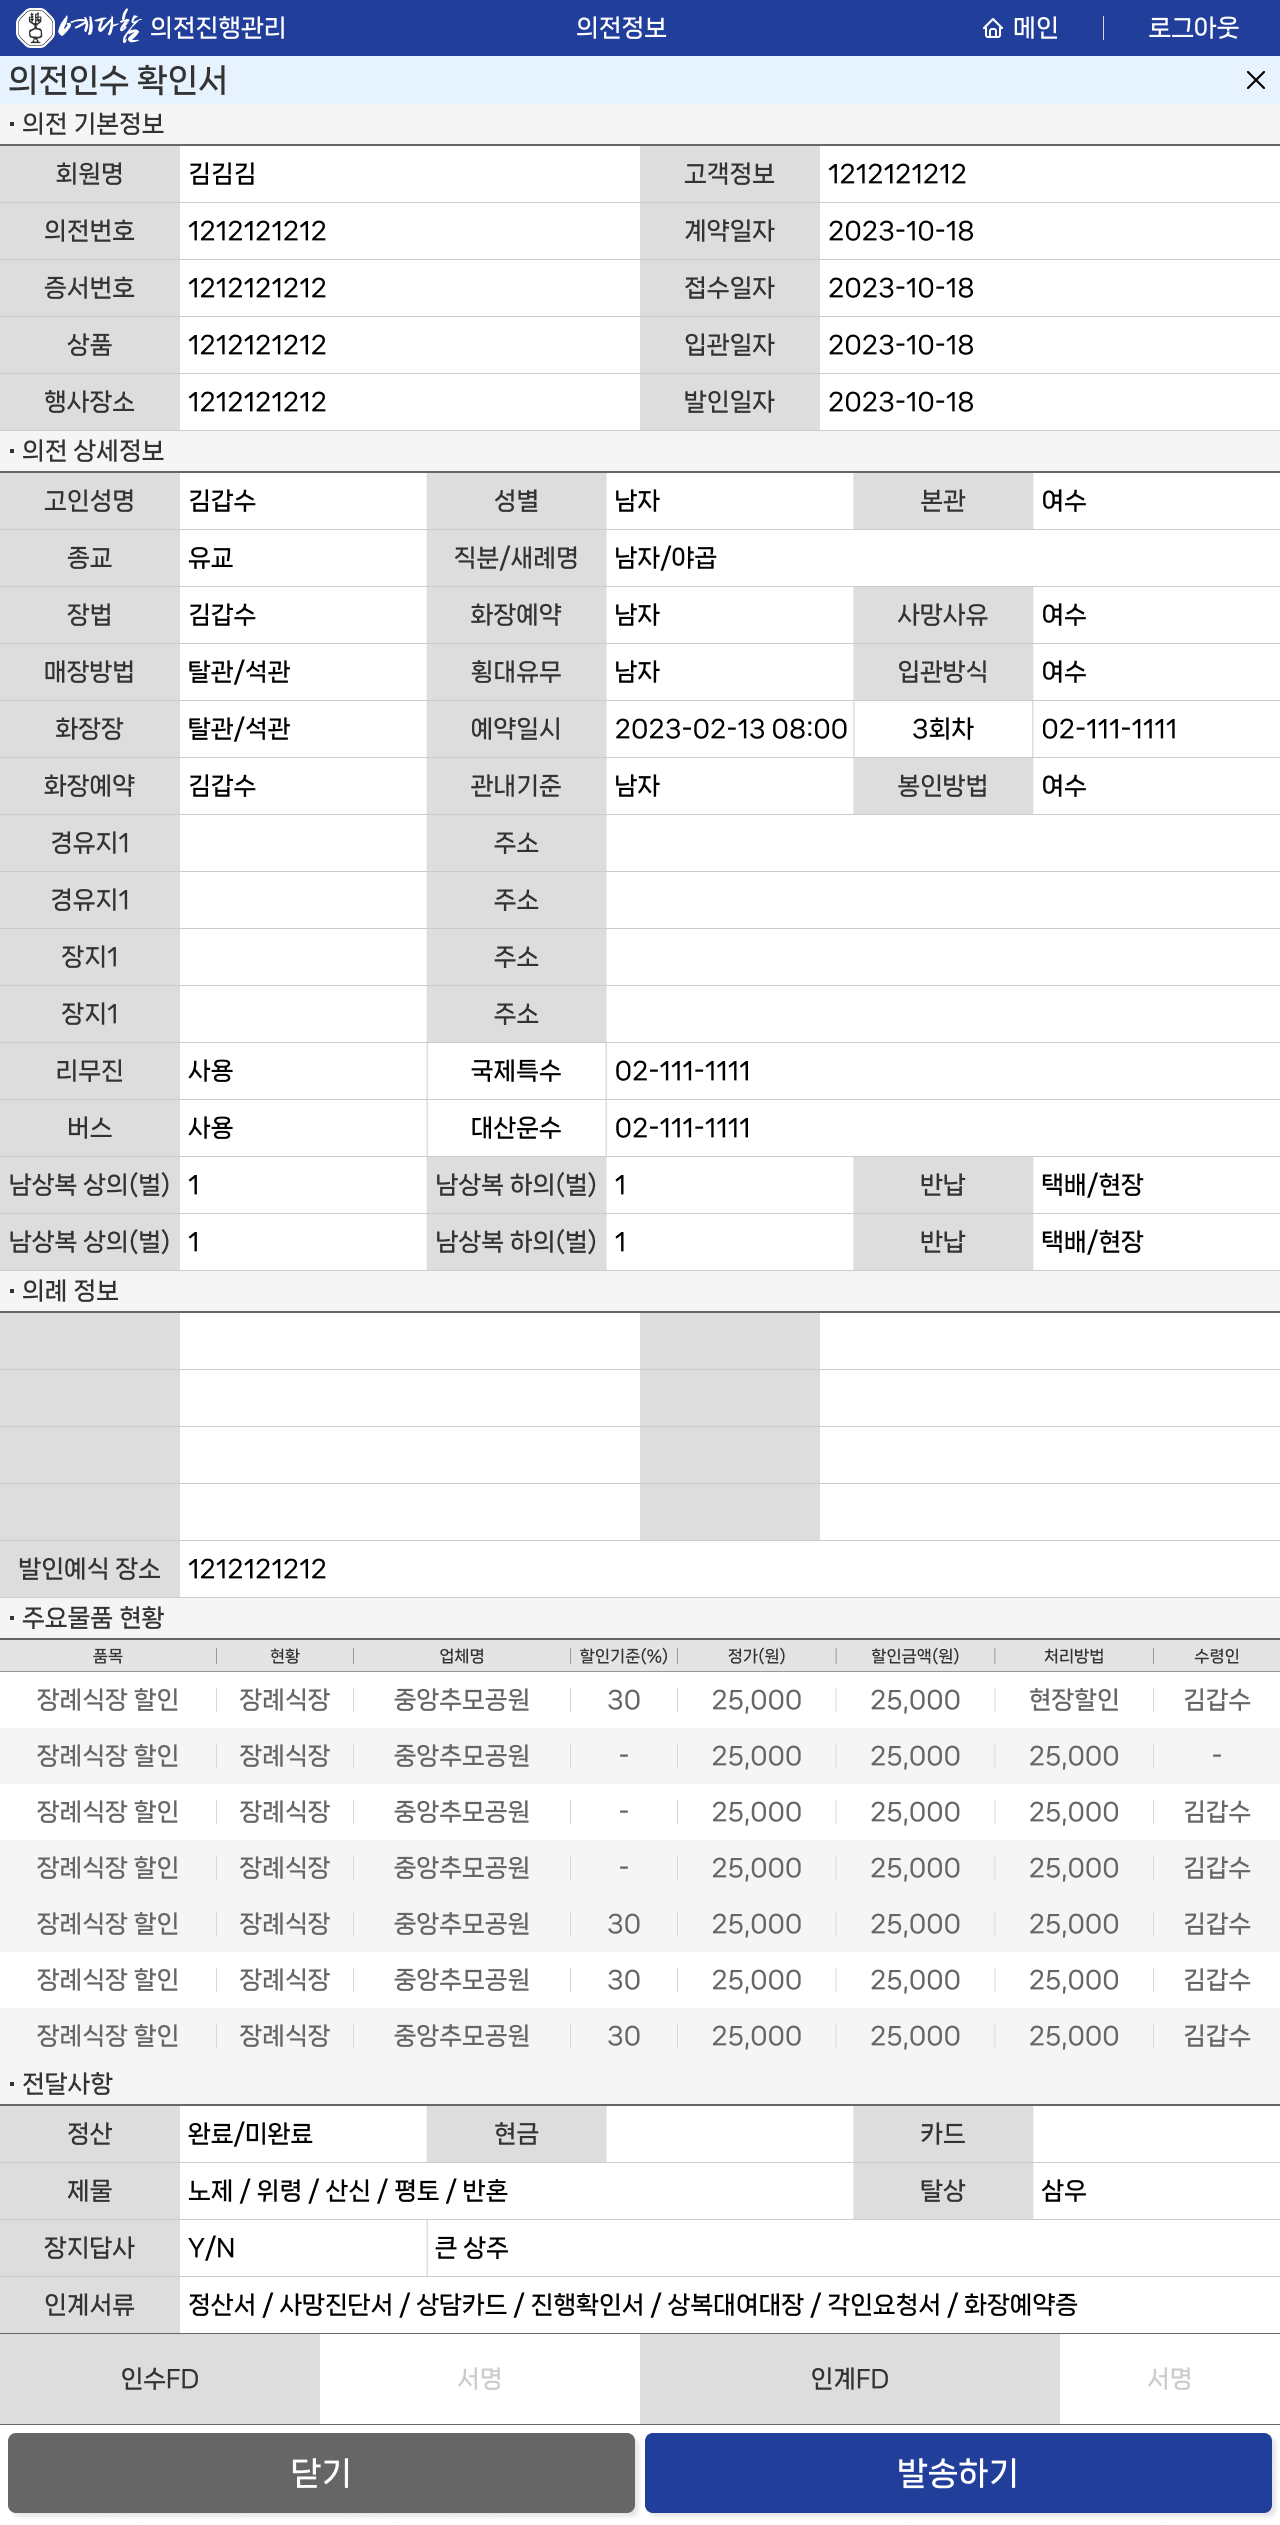 예다함 의전진행관리 의전정보 메인 로그아웃
의전인수 확인서
· 의전 기본정보
회원명 김김김 고객정보 1212121212
의전번호 1212121212 계약일자 2023-10-18
증서번호 1212121212 접수일자 2023-10-18
상품 1212121212 입관일자 2023-10-18
행사장소 1212121212 발인일자 2023-10-18
· 의전 상세정보
고인성명 김갑수 성별 남자 본관 여수
종교 유교 직분/새례명 남자/야곱
장법 김갑수 화장예약 남자 사망사유 여수
매장방법 탈관/석관 횡대유무 남자 입관방식 여수
화장장 탈관/석관 예약일시 2023-02-13 08:00 3회차 02-111-1111
화장예약 김갑수 관내기준 남자 봉인방법 여수
경유지1 주소
경유지1 주소
장지1 주소
장지1 주소
리무진 사용 국제특수 02-111-1111
버스 사용 대산운수 02-111-1111
남상복 상의(벌) 1 남상복 하의(벌) 1 반납 택배/현장
남상복 상의(벌) 1 남상복 하의(벌) 1 반납 택배/현장
· 의례 정보
발인예식 장소 1212121212
· 주요물품 현황
품목 현황 업체명 할인기준(%) 정가(원) 할인금액(원) 처리방법 수령인
장례식장 할인 장례식장 중앙추모공원 30 25,000 25,000 현장할인 김갑수
장례식장 할인 장례식장 중앙추모공원 - 25,000 25,000 25,000 -
장례식장 할인 장례식장 중앙추모공원 - 25,000 25,000 25,000 김갑수
장례식장 할인 장례식장 중앙추모공원 - 25,000 25,000 25,000 김갑수
장례식장 할인 장례식장 중앙추모공원 30 25,000 25,000 25,000 김갑수
장례식장 할인 장례식장 중앙추모공원 30 25,000 25,000 25,000 김갑수
장례식장 할인 장례식장 중앙추모공원 30 25,000 25,000 25,000 김갑수
· 전달사항
정산 완료/미완료 현금 카드
제물 노제 / 위령 / 산신 / 평토 / 반혼 탈상 삼우
장지답사 Y/N 큰 상주
인계서류 정산서 / 사망진단서 / 상담카드 / 진행확인서 / 상복대여대장 / 각인요청서 / 화장예약증
인수FD 서명 인계FD 서명
닫기 발송하기